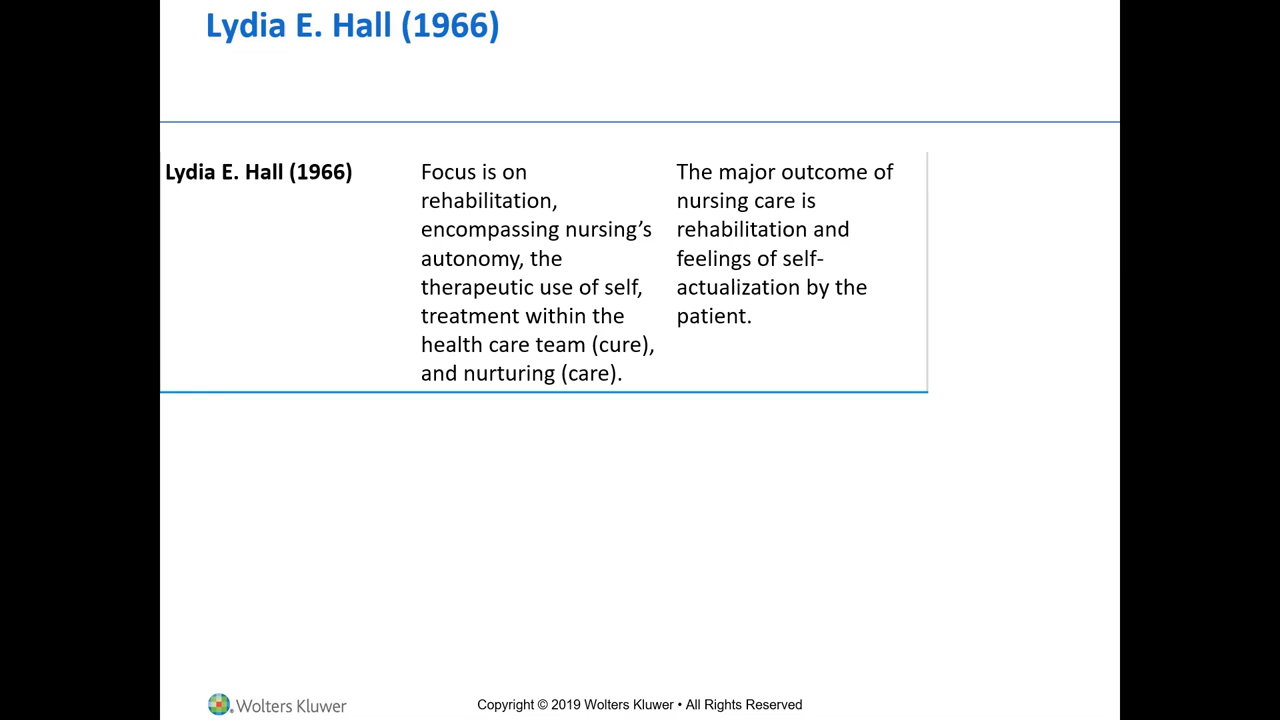 Lydia E. Hall (1966)
Lydia E. Hall (1966)
Focus is on
rehabilitation,
encompassing nursing’s
autonomy, the
therapeutic use of self,
treatment within the
health care team (cure),
and nurturing (care).
The major outcome of
nursing care is
rehabilitation and
feelings of self-
actualization by the
patient.
Wolters Kluwer
Copyright © 2019 Wolters Kluwer • All Rights Reserved